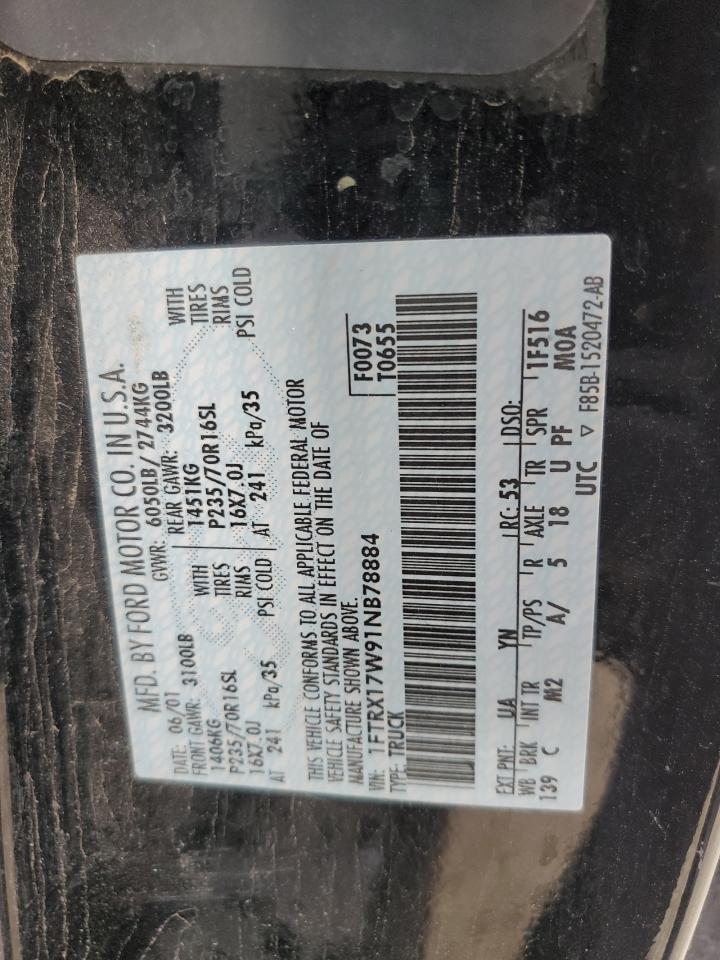 MFD. BY FORD MOTOR CO. IN U.S.A.
DATE: 06/01 GVWR: 6050LB/2744KG
FRONT GAWR: 3100LB REAR GAWR: 3200LB
1406KG WITH 1451KG WITH
P235/70R16SL TIRES P235/70R16SL TIRES
16X7.0J RIMS 16X7.0J RIMS
AT 241 kPa/35 PSI COLD AT 241 kPa/35 PSI COLD
THIS VEHICLE CONFORMS TO ALL APPLICABLE FEDERAL MOTOR
VEHICLE SAFETY STANDARDS IN EFFECT ON THE DATE OF
MANUFACTURE SHOWN ABOVE.
VIN: 1FTRX17W91NB78884 F0073
TYPE: TRUCK T0655
EXT PNT: UA YN RC: 53 DSO:
WB BRK INT TR TP/PS R AXLE TR SPR 1F516
139 C M2 A/ 5 18 U PF MOA
UTC ▽ F85B-1520472-AB